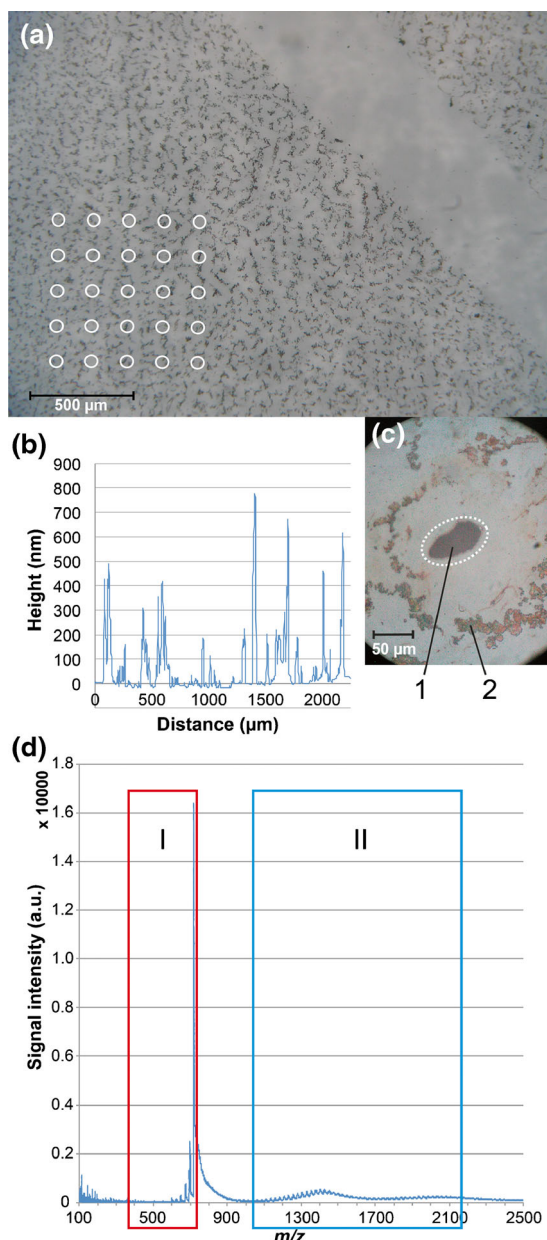 (a)
500 µm
(b)
Height (nm)
900
800
700
600
500
400
300
200
100
0
0 500 1000 1500 2000
Distance (µm)
(c)
50 µm
1 2
(d)
Signal intensity (a.u.)
x 10000
1.8
1.6
1.4
1.2
1
0.8
0.6
0.4
0.2
0
I II
100 500 900 1300 1700 2100 2500
m/z